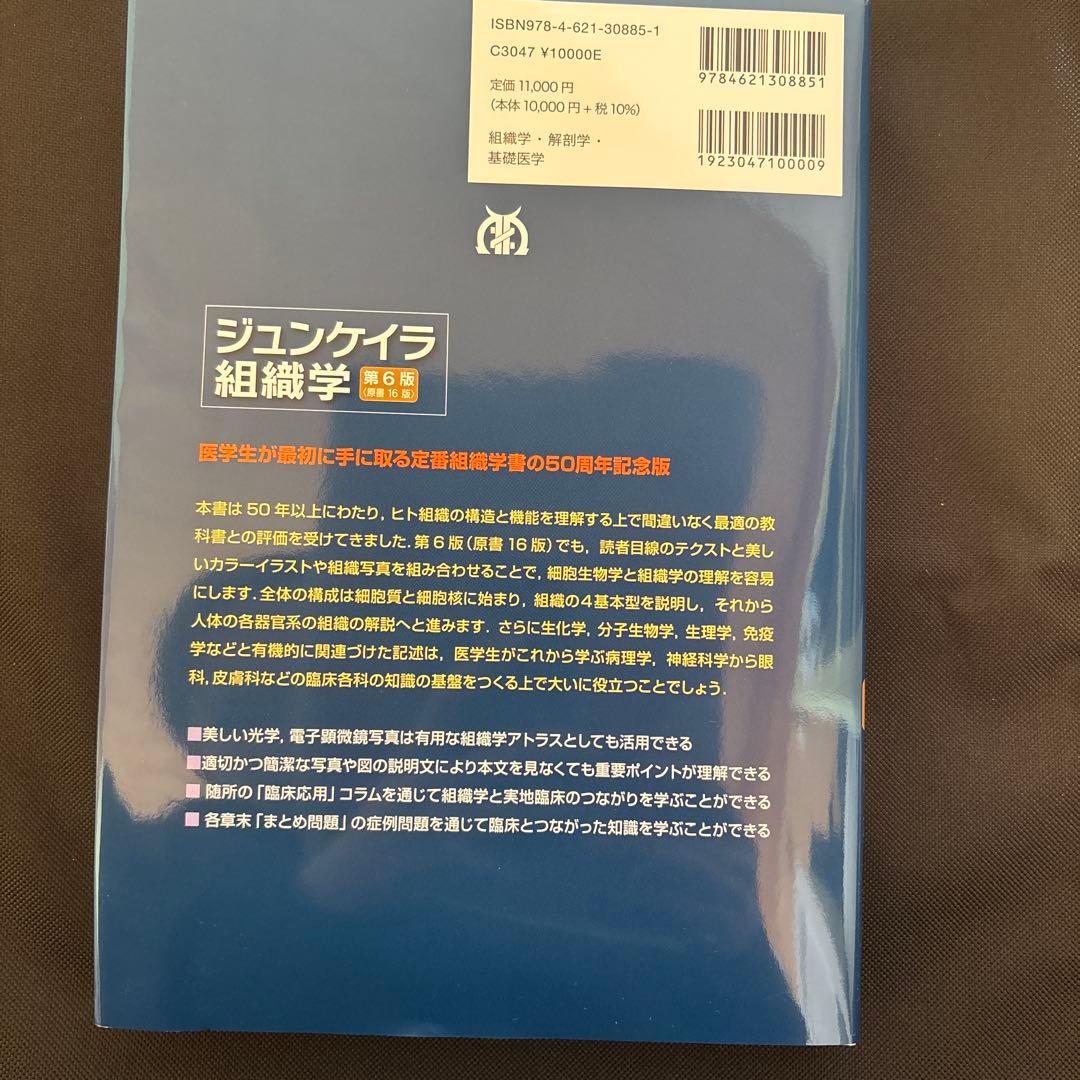 ISBN978-4-621-30885-1
C3047 ¥10000E
定価 11,000 円
(本体 10,000 円 + 税 10%)
組織学・解剖学・
基礎医学
9784621308851
1923047100009
ジュンケイラ
組織学 第6版
〈原書 16 版〉
医学生が最初に手に取る定番組織学書の50周年記念版
本書は 50 年以上にわたり, ヒト組織の構造と機能を理解する上で間違いなく最適の教
科書との評価を受けてきました. 第 6 版 (原書 16 版) でも, 読者目線のテキストと美し
いカラーイラストや組織写真を組み合わせることで, 細胞生物学と組織学の理解を容易
にします. 全体の構成は細胞質と細胞核に始まり, 組織の4基本型を説明し, それから
人体の各器官系の組織の解説へと進みます. さらに生化学, 分子生物学, 生理学, 免疫
学などと有機的に関連づけた記述は, 医学生がこれから学ぶ病理学, 神経科学から眼
科, 皮膚科などの臨床各科の知識の基盤をつくる上で大いに役立つことでしょう.
■美しい光学, 電子顕微鏡写真は有用な組織学アトラスとしても活用できる
■適切かつ簡潔な写真や図の説明文により本文を見なくても重要ポイントが理解できる
■ 随所の「臨床応用」コラムを通じて組織学と実地臨床のつながりを学ぶことができる
■ 各章末「まとめ問題」の症例問題を通じて臨床とつながった知識を学ぶことができる